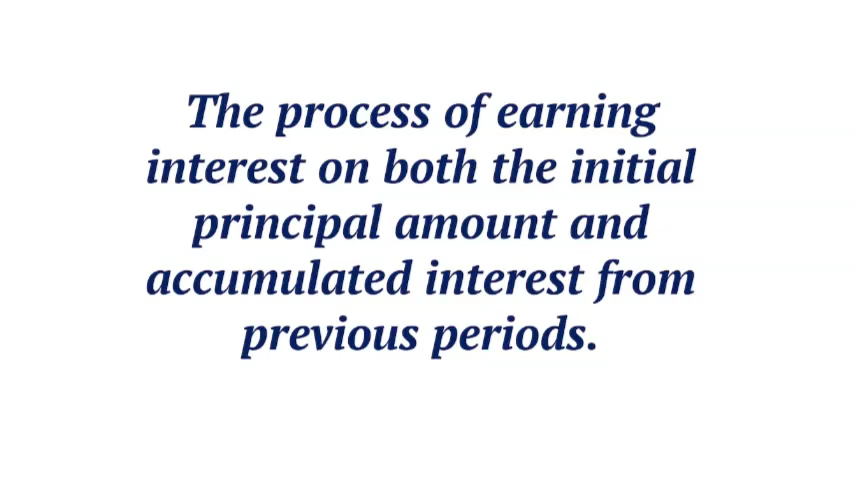 The process of earning
interest on both the initial
principal amount and
accumulated interest from
previous periods.